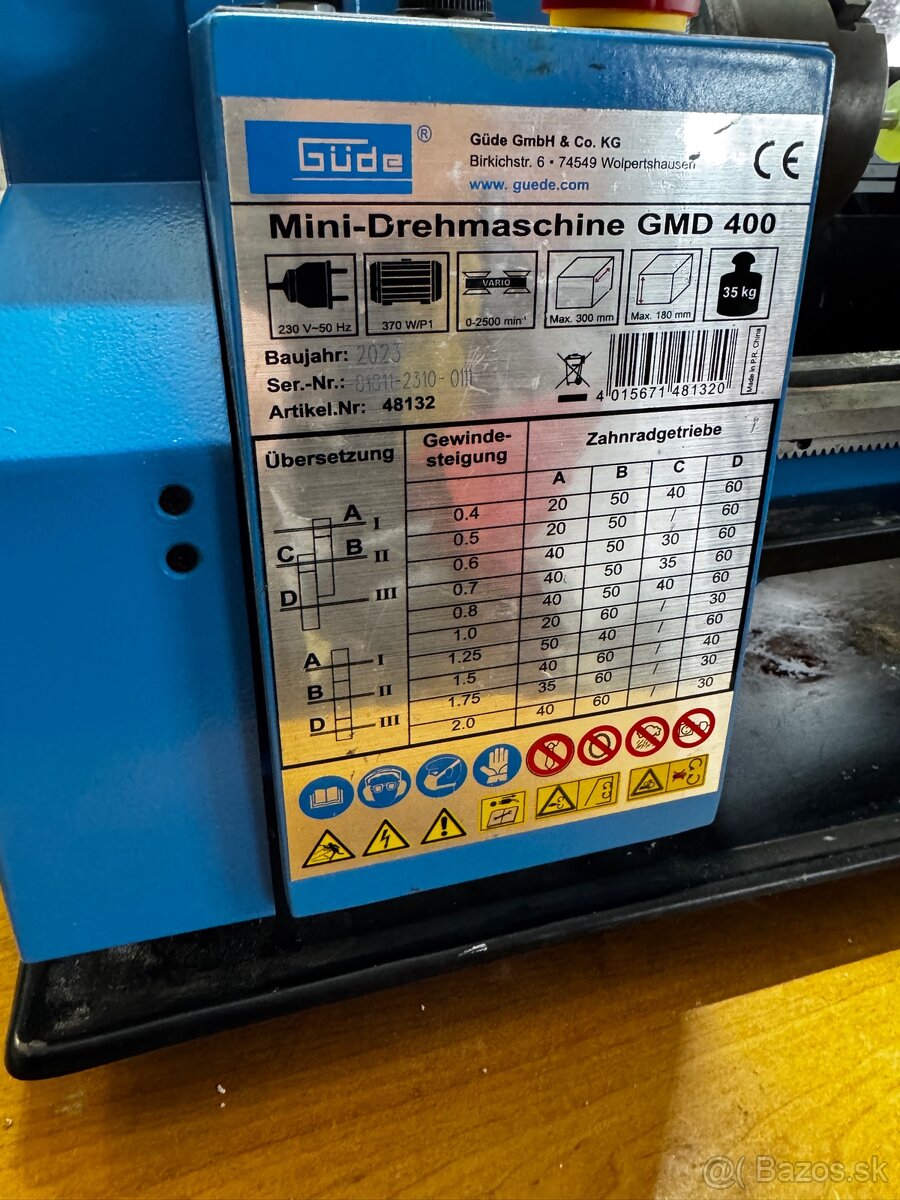 Güde®
Güde GmbH & Co. KG
Birkichstr. 6 • 74549 Wolpertshausen
www. guede.com
CE
Mini-Drehmaschine GMD 400
230 V~50 Hz
370 W/P1
VARIO
0-2500 min⁻¹
Max. 300 mm
Max. 180 mm
35 kg
Baujahr: 2023
Ser.-Nr.:
Artikel.Nr: 48132
4 015671 481320
Made in P.R. China
Übersetzung Gewinde-steigung Zahnradgetriebe
A B C D
0.4 20 50 40 60
0.5 20 50 / 60
0.6 40 50 30 60
0.7 40 50 35 60
0.8 40 50 40 60
1.0 20 60 / 30
1.25 50 40 / 60
1.5 40 60 / 40
1.75 35 60 / 30
2.0 40 60 / 30
A I
C B II
D III
A I
B II
D III
@( Bazos.sk